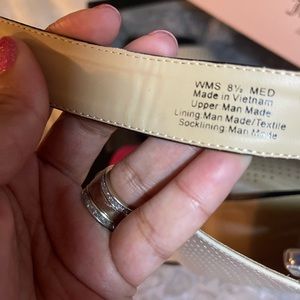 WMS 8½ MED
Made in Vietnam
Upper:Man Made
Lining:Man Made/Textile
Socklining:Man Made